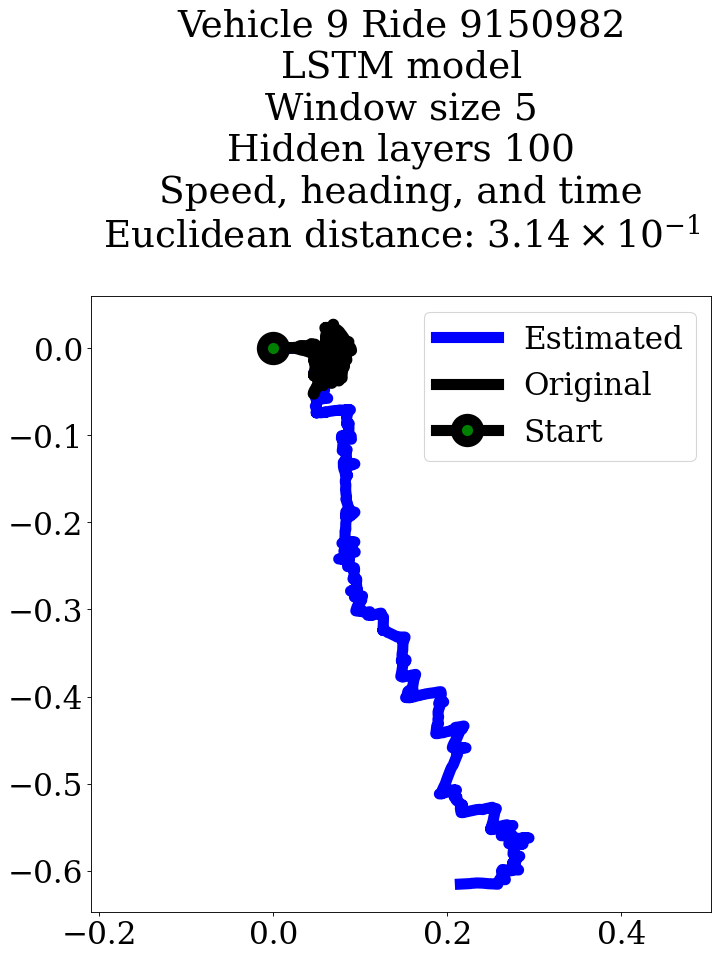 Vehicle 9 Ride 9150982
LSTM model
Window size 5
Hidden layers 100
Speed, heading, and time
Euclidean distance: 3.14 × 10⁻¹
Estimated
Original
Start
0.0
−0.1
−0.2
−0.3
−0.4
−0.5
−0.6
−0.2 0.0 0.2 0.4